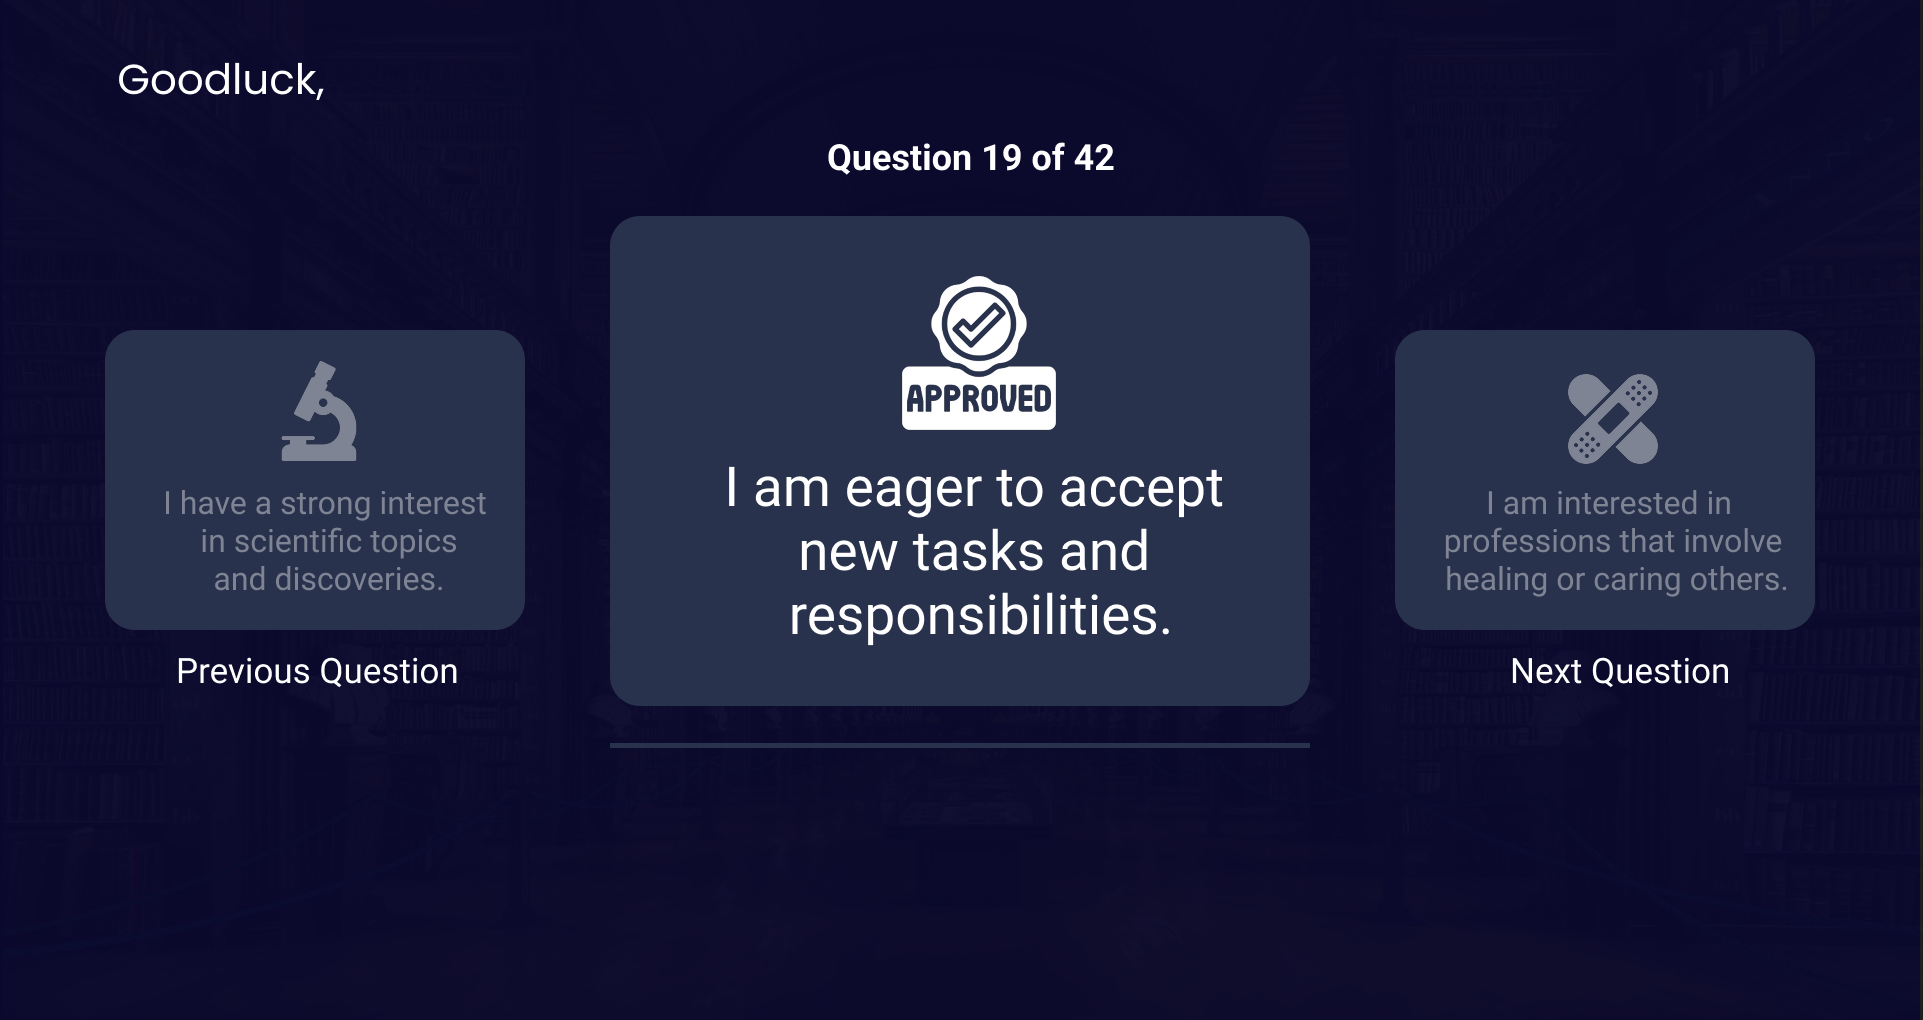 Goodluck,
Question 19 of 42
APPROVED
I am eager to accept
new tasks and
responsibilities.
I have a strong interest
in scientific topics
and discoveries.
Previous Question
I am interested in
professions that involve
healing or caring others.
Next Question